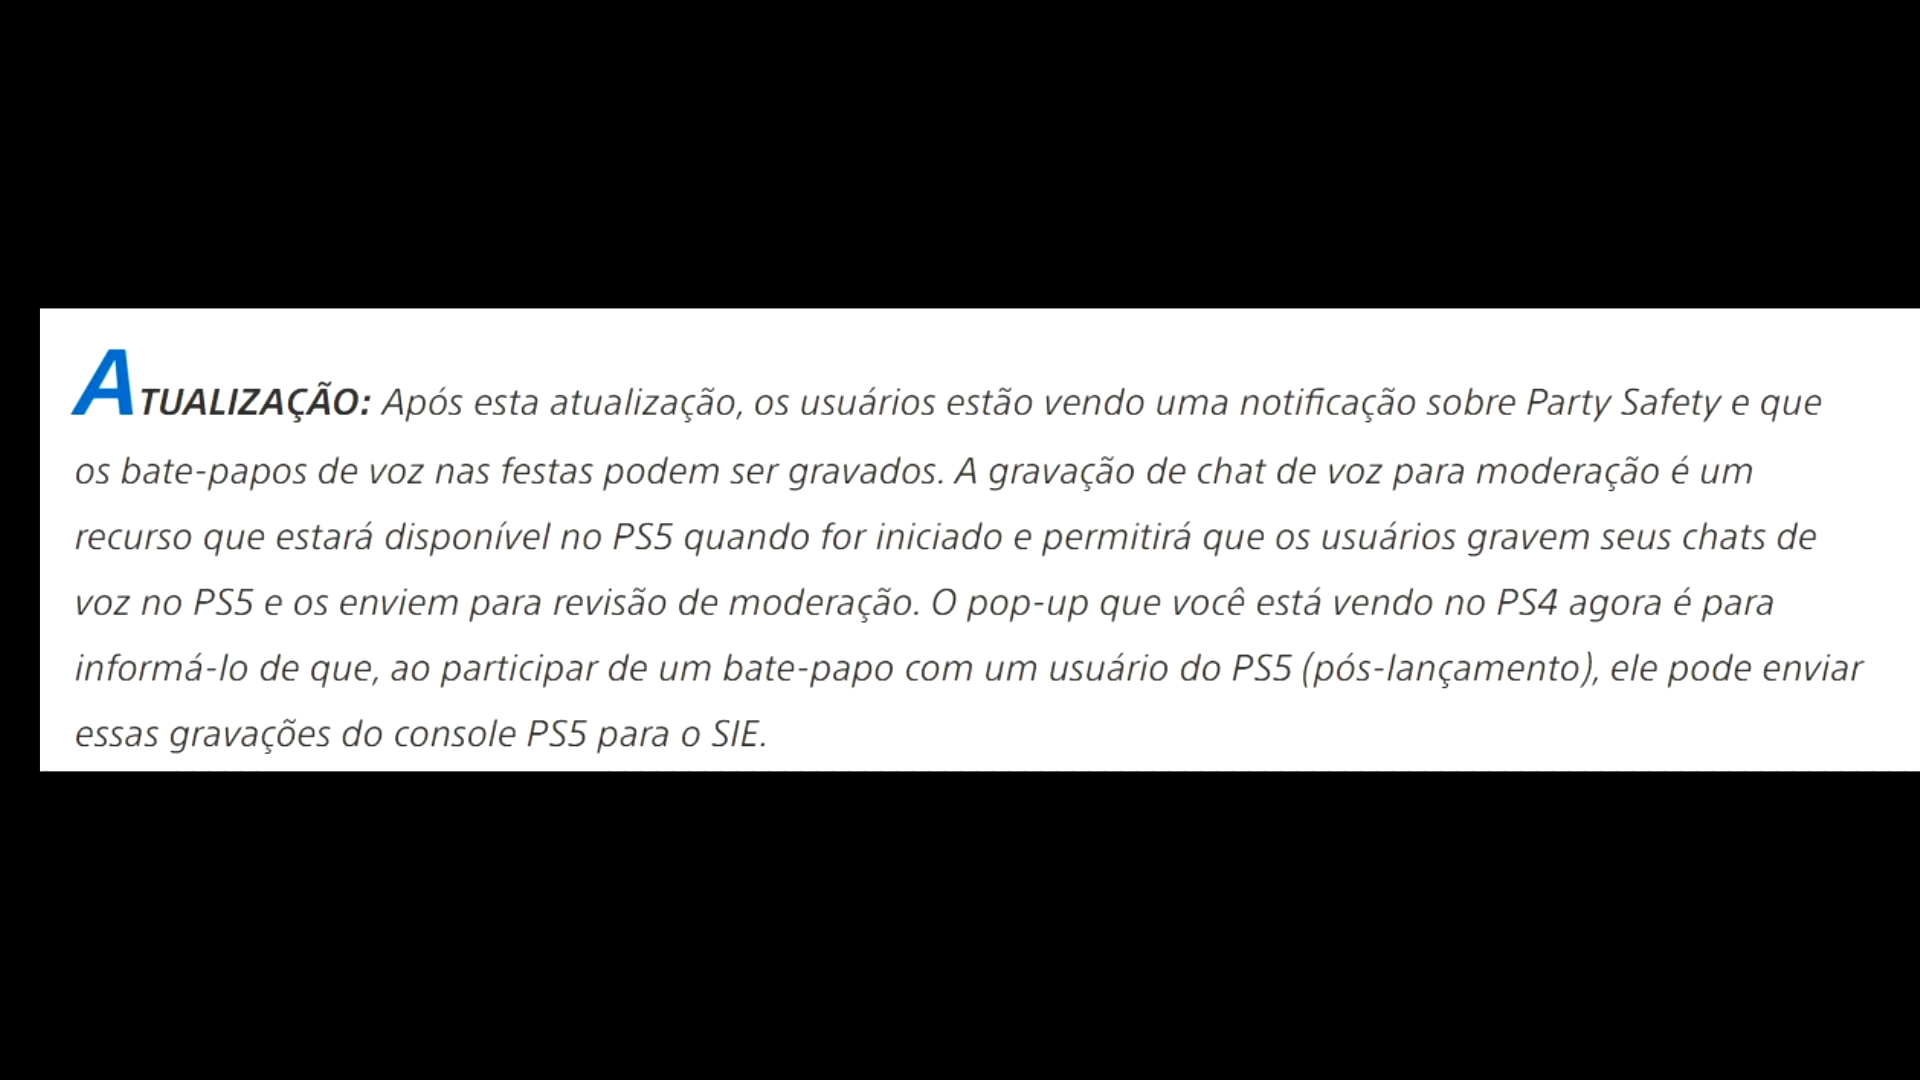 ATUALIZAÇÃO: Após esta atualização, os usuários estão vendo uma notificação sobre Party Safety e que
os bate-papos de voz nas festas podem ser gravados. A gravação de chat de voz para moderação é um
recurso que estará disponível no PS5 quando for iniciado e permitirá que os usuários gravem seus chats de
voz no PS5 e os enviem para revisão de moderação. O pop-up que você está vendo no PS4 agora é para
informá-lo de que, ao participar de um bate-papo com um usuário do PS5 (pós-lançamento), ele pode enviar
essas gravações do console PS5 para o SIE.